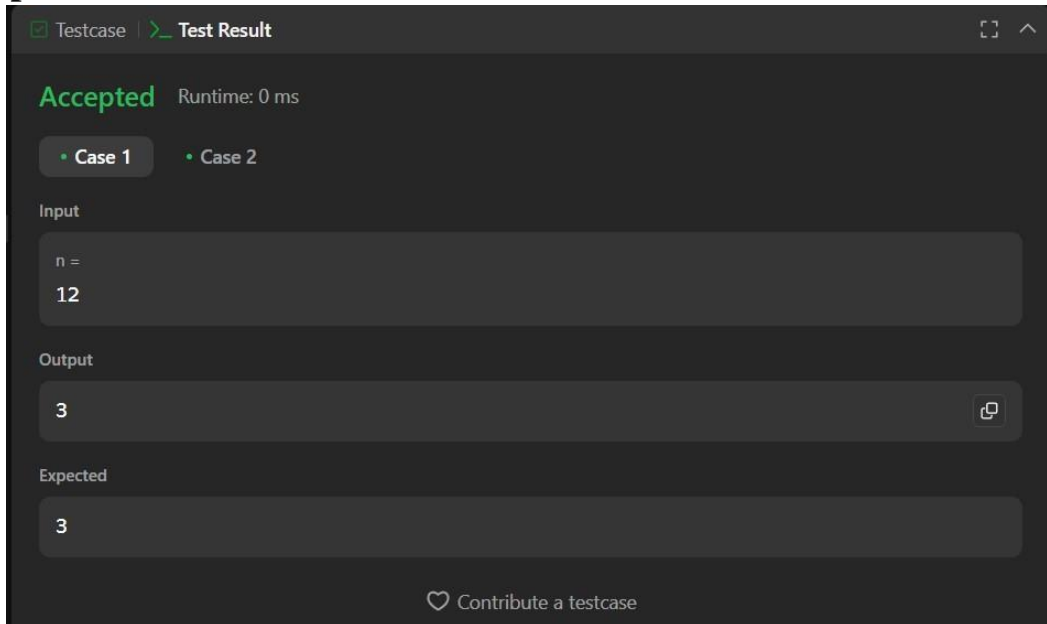 Testcase | >_ Test Result
Accepted Runtime: 0 ms
• Case 1 • Case 2
Input
n =
12
Output
3
Expected
3
Contribute a testcase